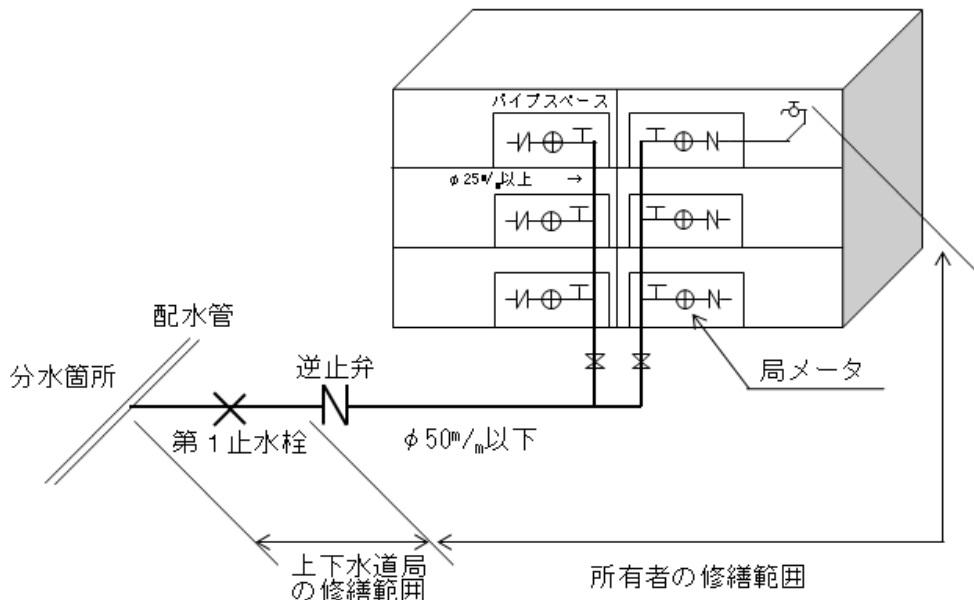 パイプスペース
φ25㎜以上 →
配水管
分水箇所
逆止弁
局メータ
第1止水栓
φ50㎜以下
上下水道局
の修繕範囲
所有者の修繕範囲